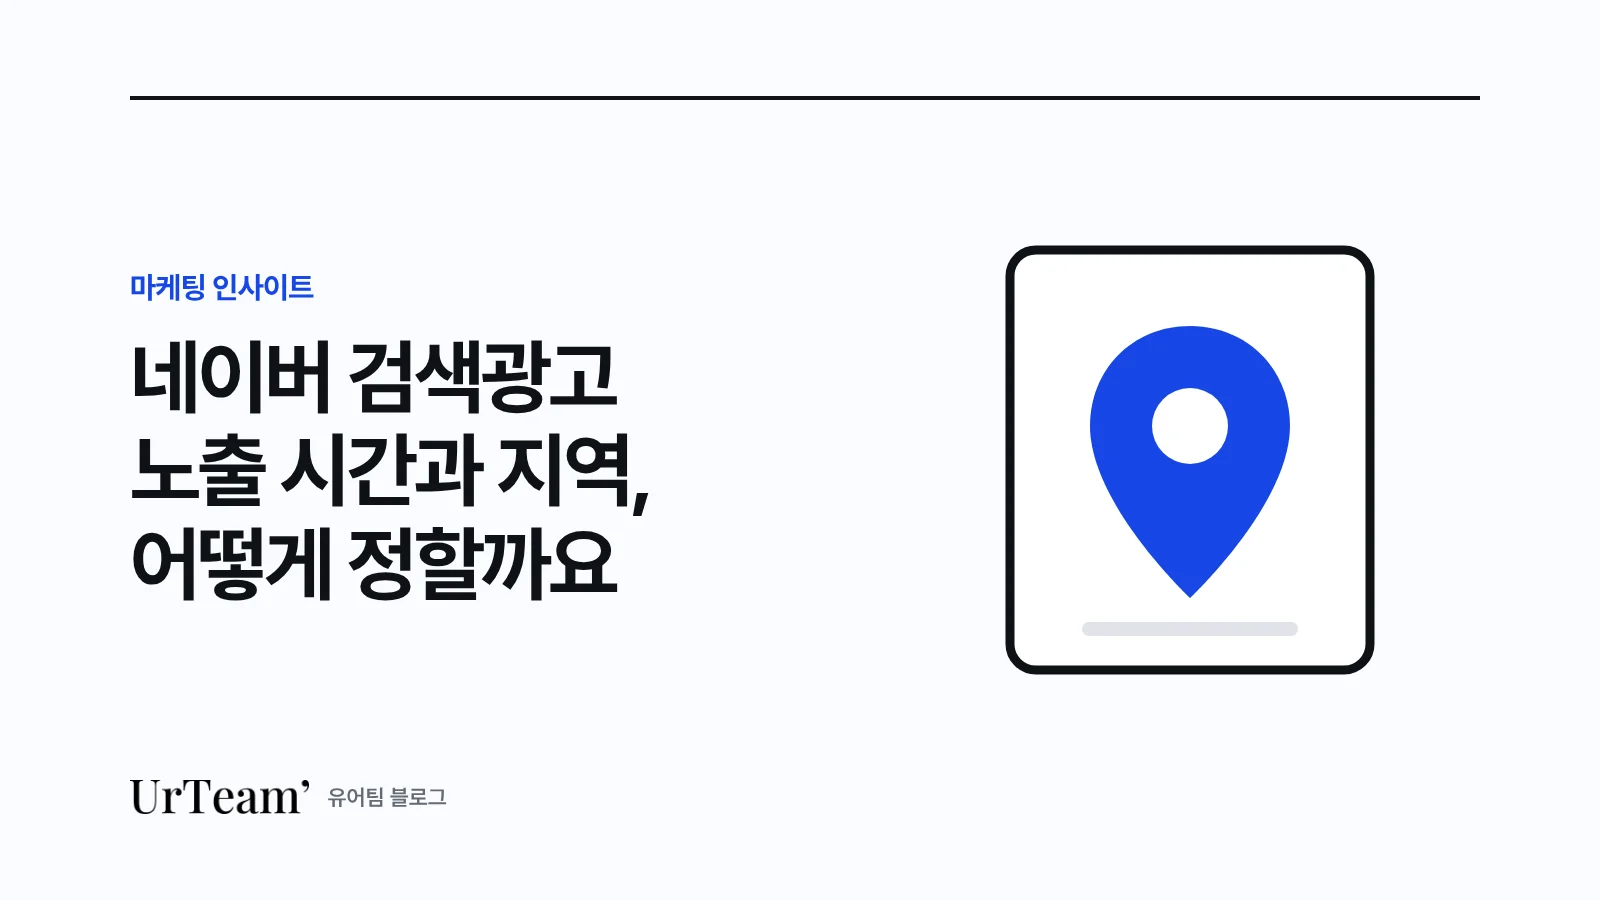 마케팅 인사이트
네이버 검색광고
노출 시간과 지역,
어떻게 정할까요
UrTeam’ 유어팀 블로그